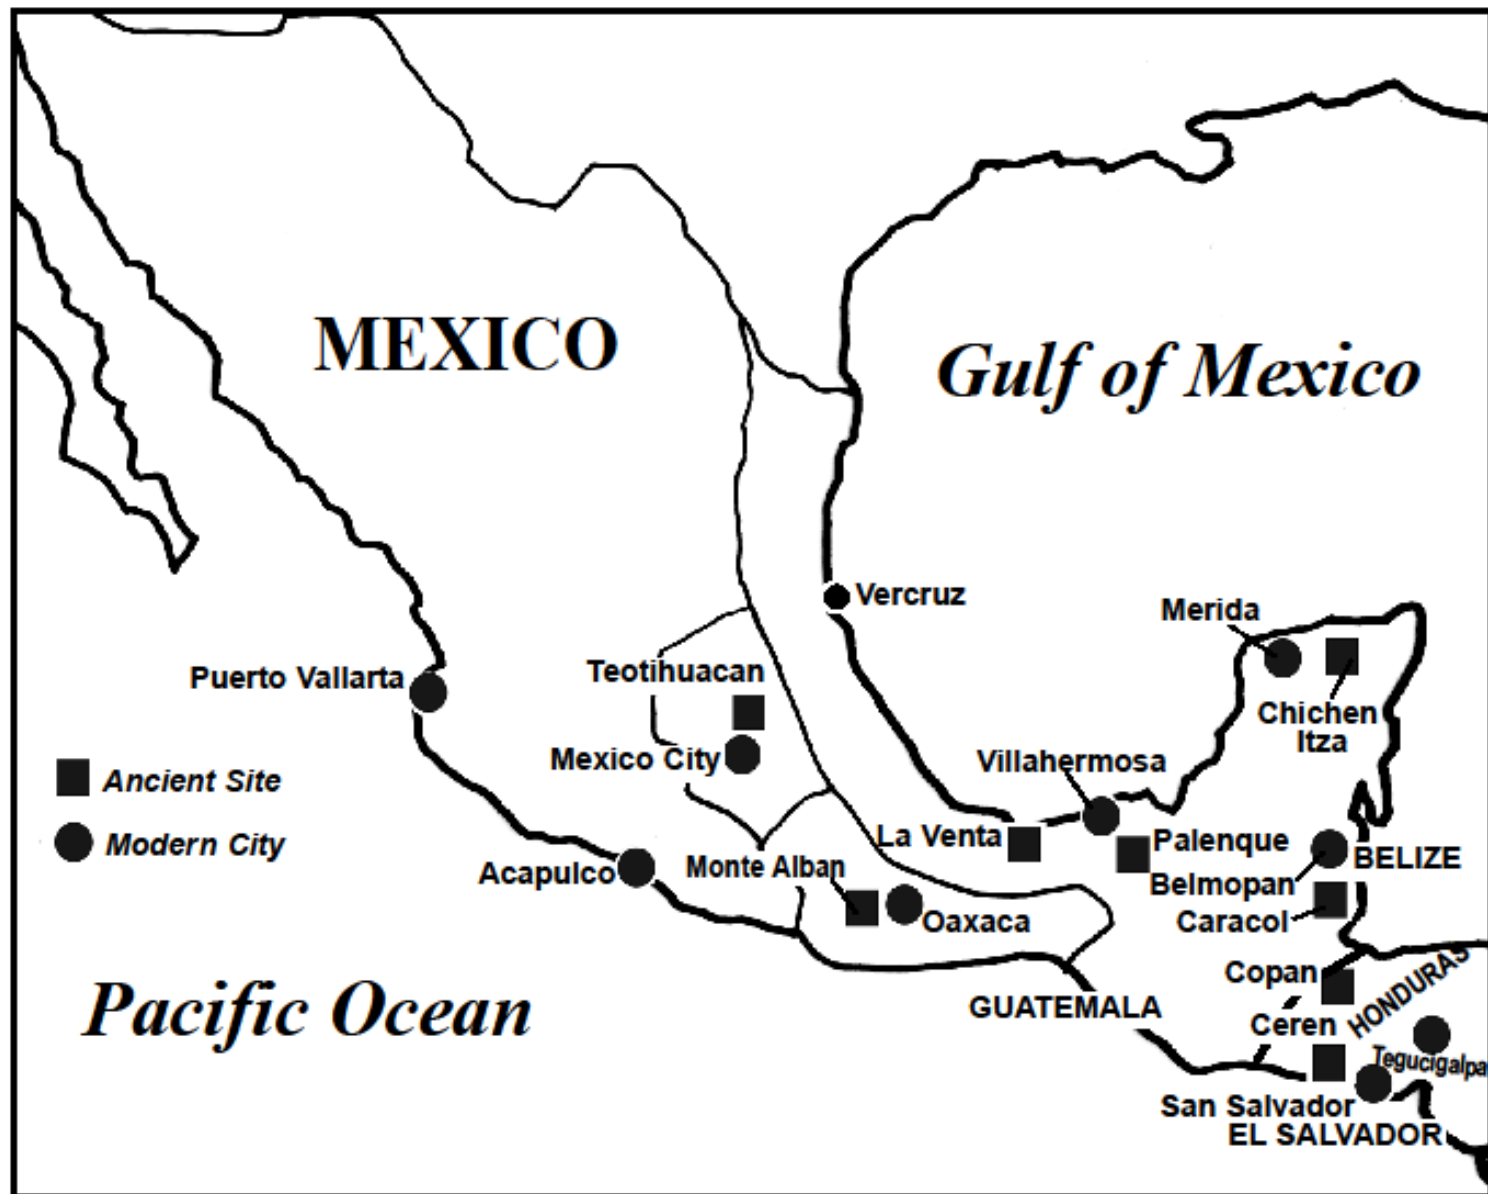 MEXICO
Gulf of Mexico
Vercruz
Merida
Teotihuacan
Puerto Vallarta
Chichen
Itza
Mexico City
Villahermosa
Ancient Site
La Venta
Palenque
Modern City
BELIZE
Monte Alban
Acapulco
Belmopan
Oaxaca
Caracol
Copan
HONDURAS
Pacific Ocean
GUATEMALA
Ceren
Tegucigalpa
San Salvador
EL SALVADOR